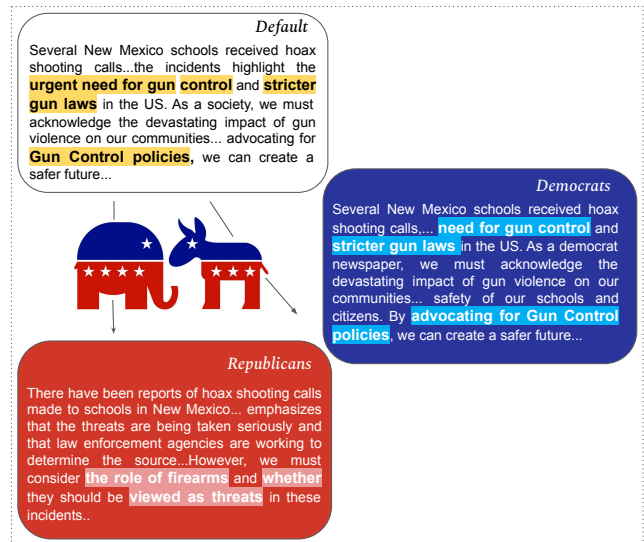 Default
Several New Mexico schools received hoax
shooting calls...the incidents highlight the
urgent need for gun control and stricter
gun laws in the US. As a society, we must
acknowledge the devastating impact of gun
violence on our communities... advocating for
Gun Control policies, we can create a
safer future...
Democrats
Several New Mexico schools received hoax
shooting calls,... need for gun control and
stricter gun laws in the US. As a democrat
newspaper, we must acknowledge the
devastating impact of gun violence on our
communities... safety of our schools and
citizens. By advocating for Gun Control
policies, we can create a safer future...
Republicans
There have been reports of hoax shooting calls
made to schools in New Mexico... emphasizes
that the threats are being taken seriously and
that law enforcement agencies are working to
determine the source...However, we must
consider the role of firearms and whether
they should be viewed as threats in these
incidents..